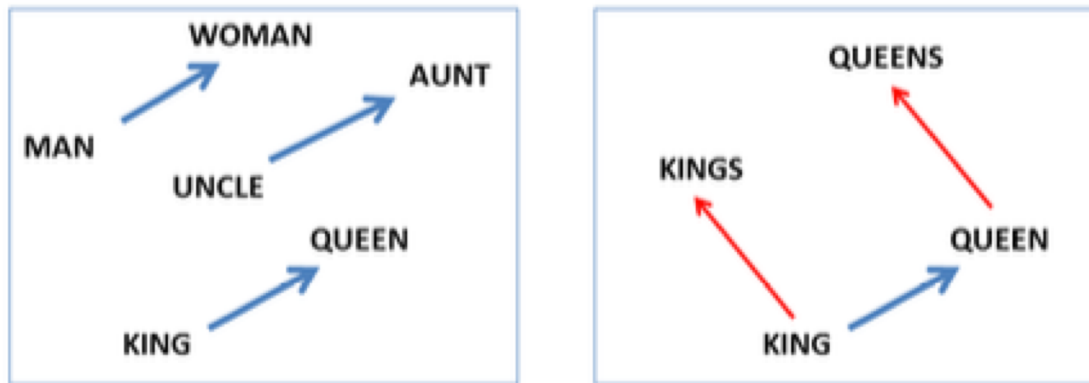 WOMAN
AUNT
MAN
UNCLE
QUEEN
KING
QUEENS
KINGS
QUEEN
KING